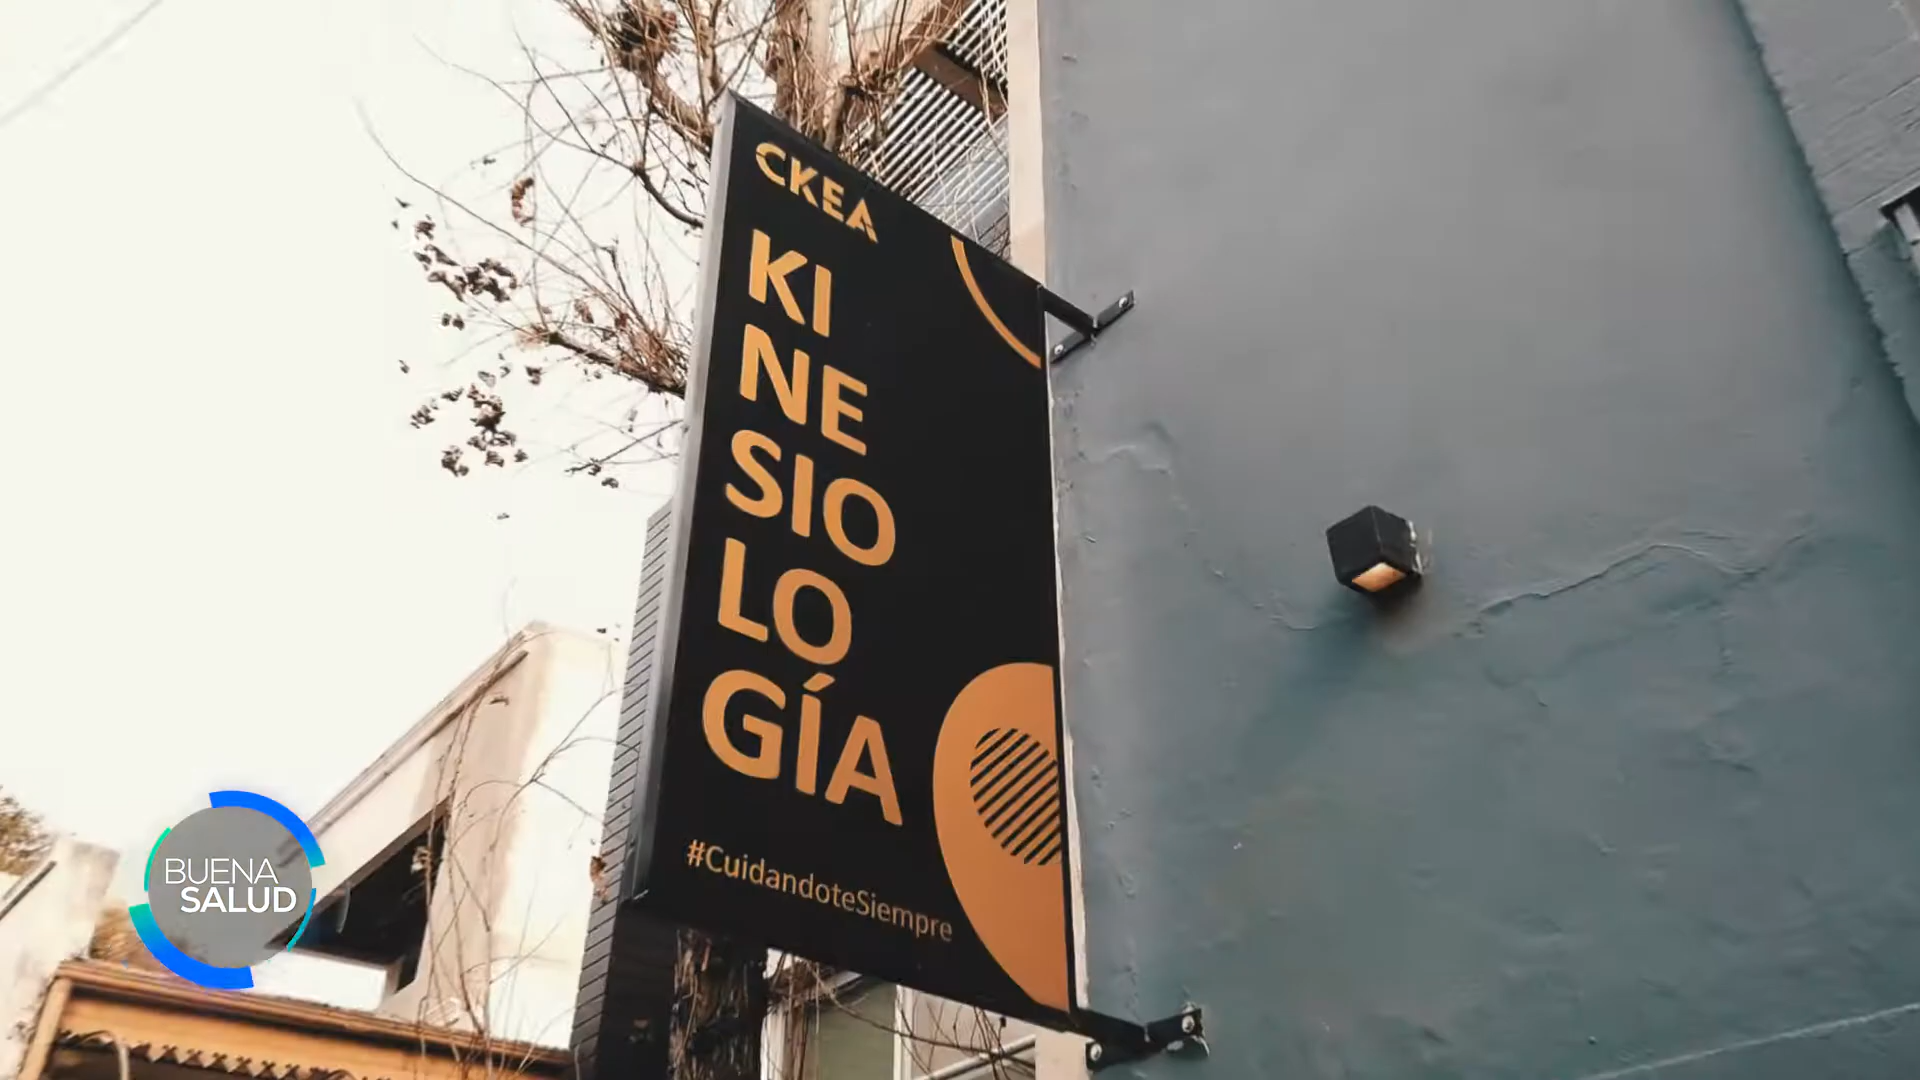 CKEA
KI
NE
SIO
LO
GÍA
#CuidandoteSiempre
BUENA
SALUD